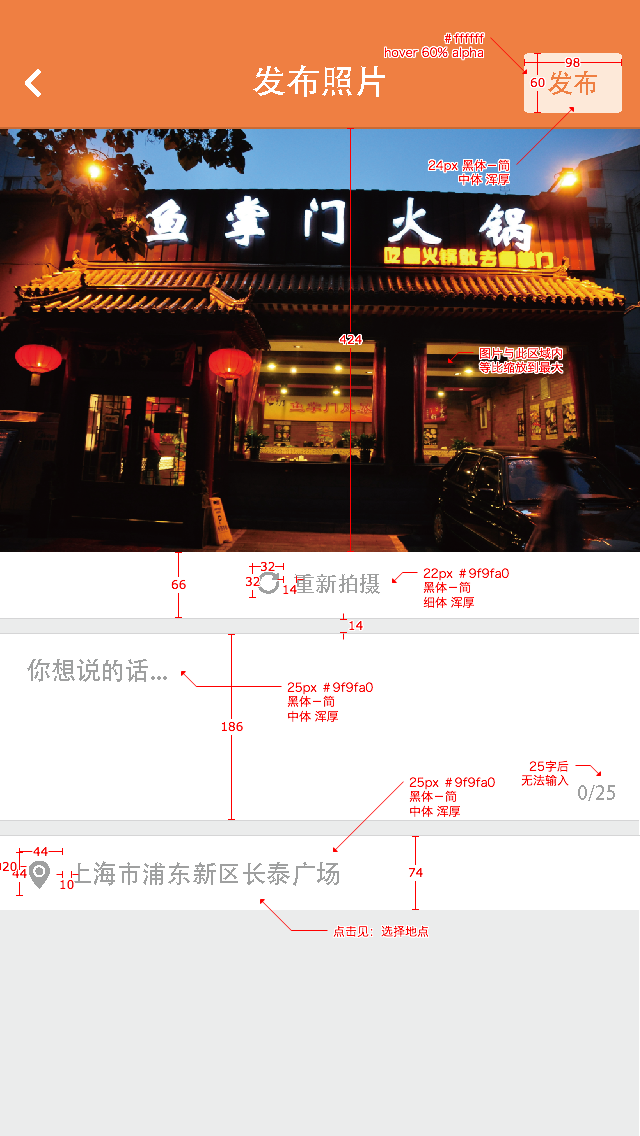 #ffffff
hover 60% alpha
98
60
发布
发布照片
24px 黑体－简
中体 浑厚
鱼掌门火锅
吃鱼火锅就去鱼掌门
424
图片与此区域内
等比缩放到最大
鱼掌门火锅
66
32
32
14
重新拍摄
22px #9f9fa0
黑体－简
细体 浑厚
14
你想说的话...
25px #9f9fa0
黑体－简
中体 浑厚
186
25字后
无法输入
0/25
25px #9f9fa0
黑体－简
中体 浑厚
44
20
44
10
上海市浦东新区长泰广场
74
点击见：选择地点